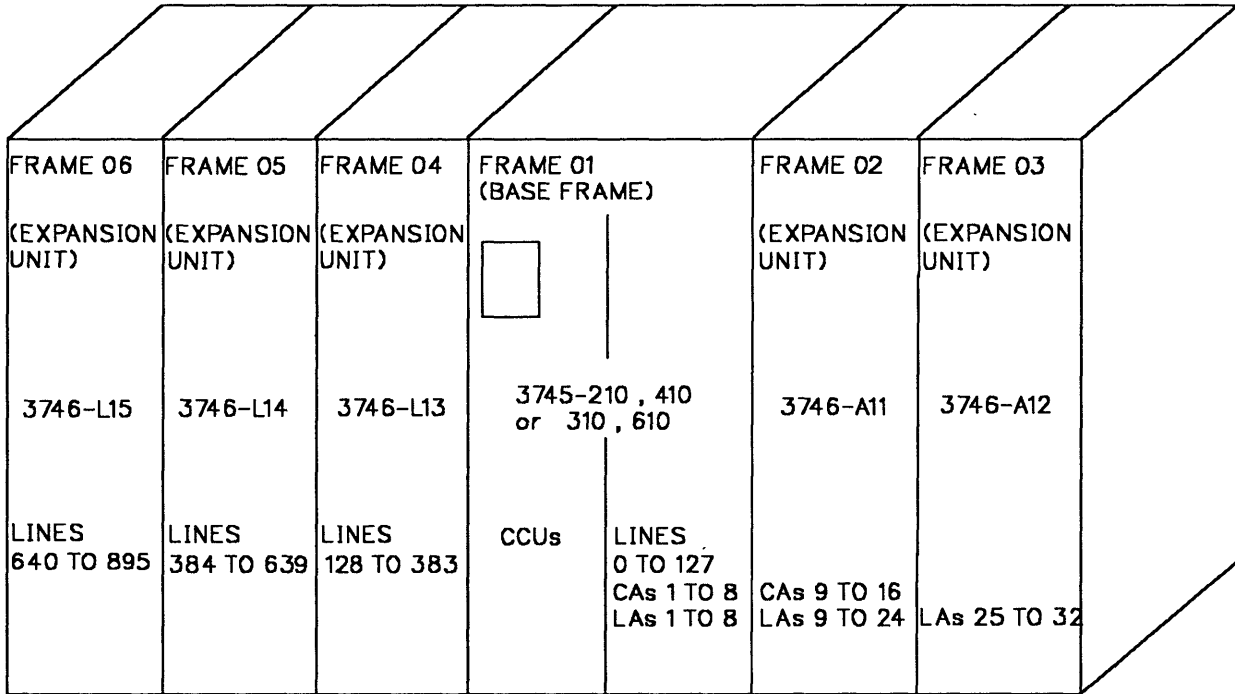 FRAME 06
(EXPANSION
UNIT)
3746-L15
LINES
640 TO 895
FRAME 05
(EXPANSION
UNIT)
3746-L14
LINES
384 TO 639
FRAME 04
(EXPANSION
UNIT)
3746-L13
LINES
128 TO 383
FRAME 01
(BASE FRAME)
3745-210 , 410
or 310 , 610
CCUs
LINES
0 TO 127
CAs 1 TO 8
LAs 1 TO 8
FRAME 02
(EXPANSION
UNIT)
3746-A11
CAs 9 TO 16
LAs 9 TO 24
FRAME 03
(EXPANSION
UNIT)
3746-A12
LAs 25 TO 32